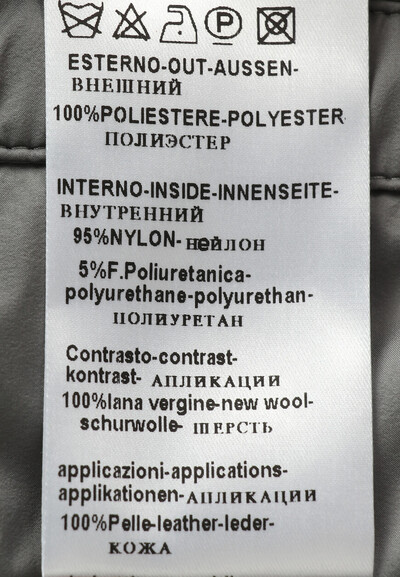 P
ESTERNO-OUT-AUSSEN-
ВНЕШНИЙ
100%POLIESTERE-POLYESTER
ПОЛИЭСТЕР
INTERNO-INSIDE-INNENSEITE-
ВНУТРЕННИЙ
95%NYLON-нейлон
5%F.Poliuretanica-
polyurethane-polyurethan-
ПОЛИУРЕТАН
Contrasto-contrast-
kontrast- АПЛИКАЦИИ
100%lana vergine-new wool-
schurwolle- ШЕРСТЬ
applicazioni-applications-
applikationen-АПЛИКАЦИИ
100%Pelle-leather-leder-
КОЖА